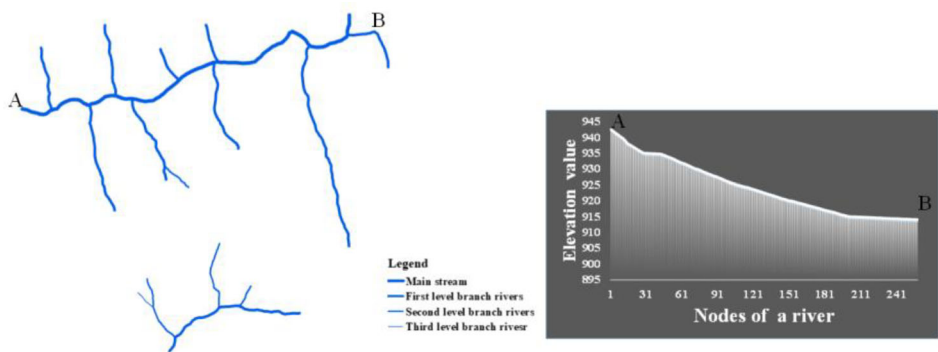 A
B
Legend
Main stream
First level branch rivers
Second level branch rivers
Third level branch rivesr
945
940
935
930
925
920
915
910
905
900
895
Elevation value
A
B
1 31 61 91 121 151 181 211 241
Nodes of a river